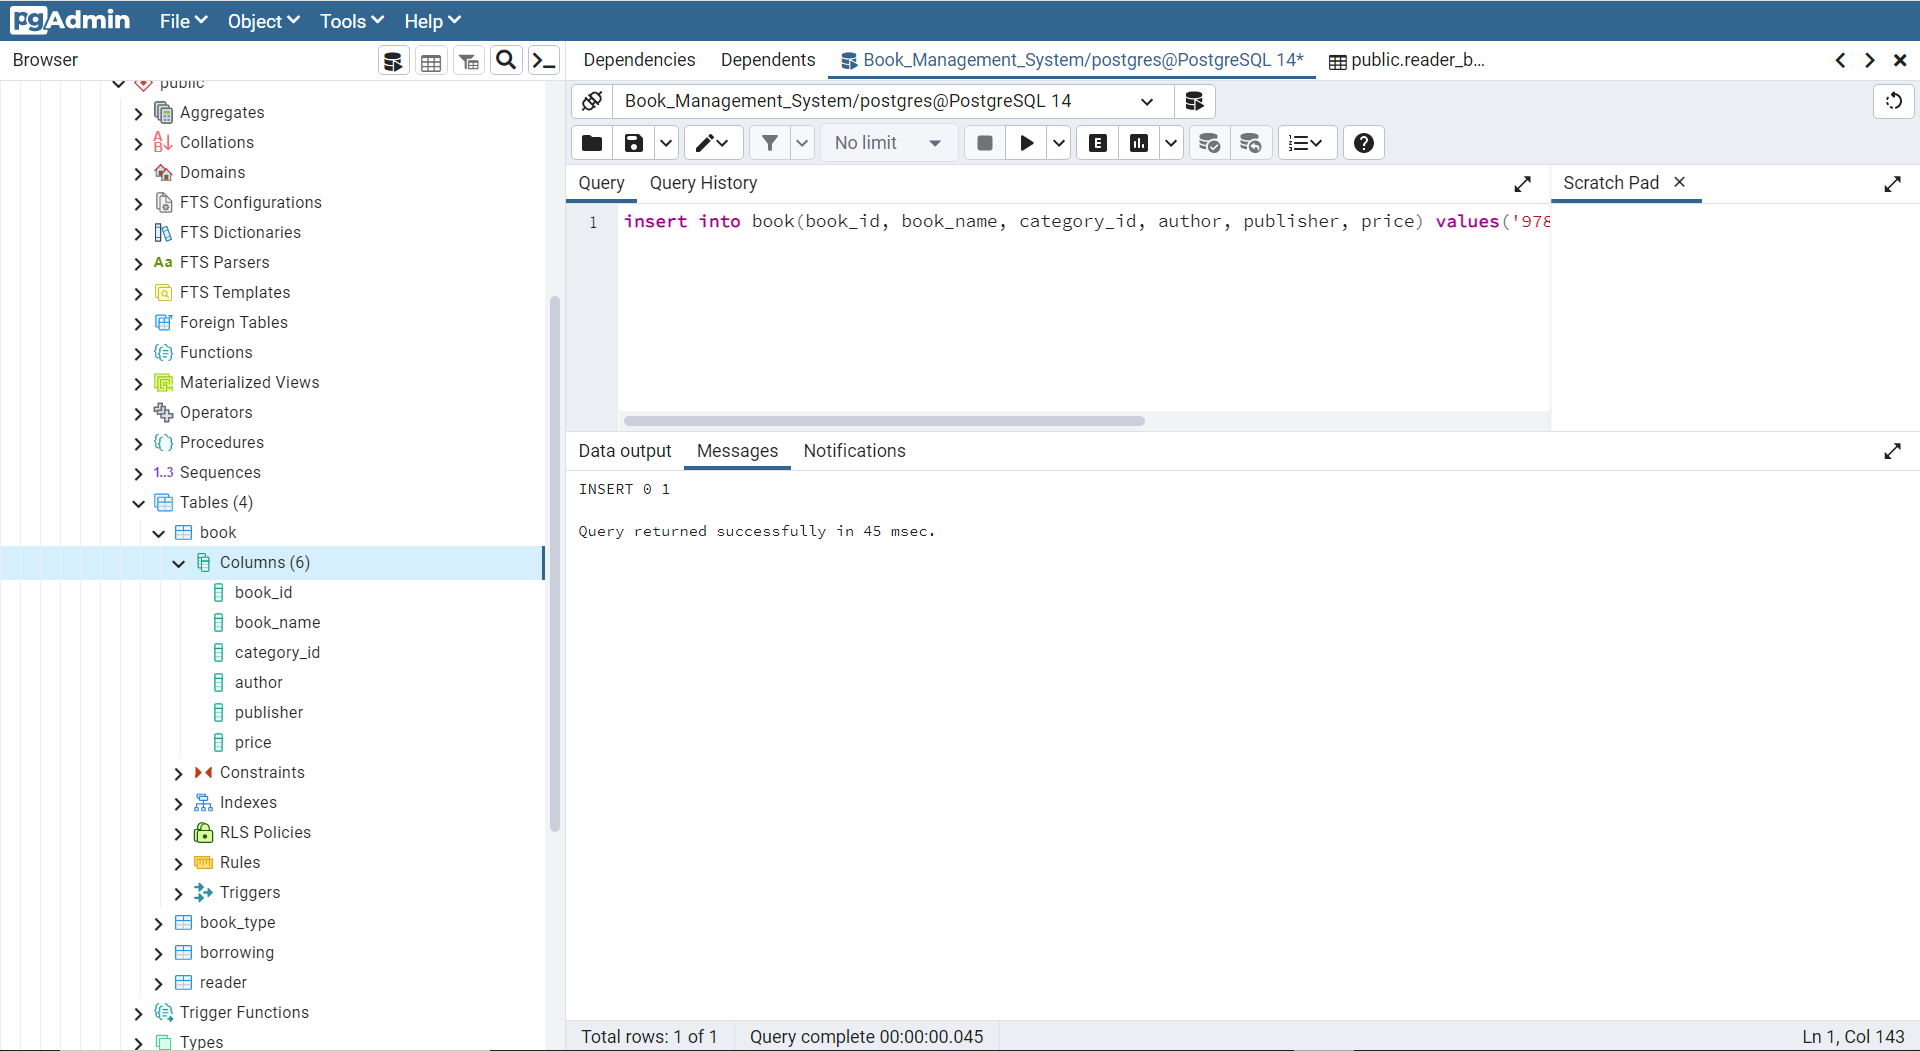 pgAdmin File Object Tools Help
Browser
Dependencies Dependents Book_Management_System/postgres@PostgreSQL 14* public.reader_b...
public
Aggregates
Collations
Domains
FTS Configurations
FTS Dictionaries
Aa FTS Parsers
FTS Templates
Foreign Tables
Functions
Materialized Views
Operators
Procedures
1..3 Sequences
Tables (4)
book
Columns (6)
book_id
book_name
category_id
author
publisher
price
Constraints
Indexes
RLS Policies
Rules
Triggers
book_type
borrowing
reader
Trigger Functions
Types
Book_Management_System/postgres@PostgreSQL 14
No limit E
Query Query History
Scratch Pad
1 insert into book(book_id, book_name, category_id, author, publisher, price) values('978
Data output Messages Notifications
INSERT 0 1
Query returned successfully in 45 msec.
Total rows: 1 of 1 Query complete 00:00:00.045 Ln 1, Col 143